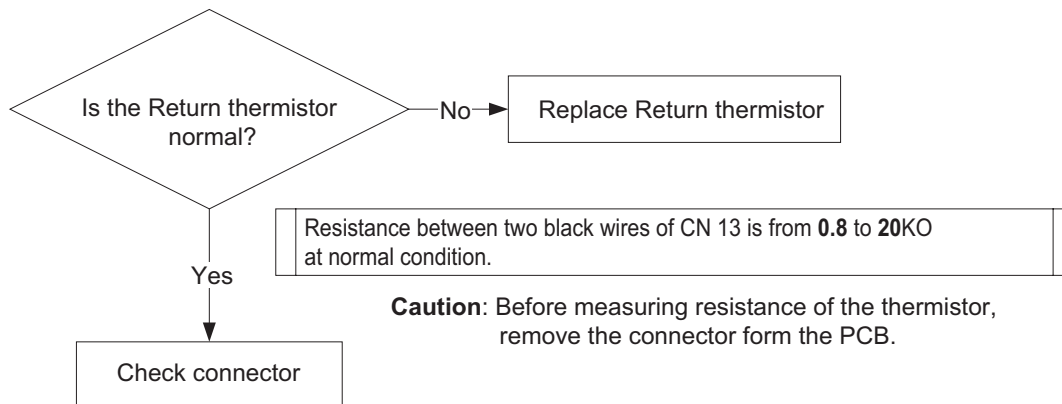 Is the Return thermistor
normal?
No
Replace Return thermistor
Resistance between two black wires of CN 13 is from 0.8 to 20KO
at normal condition.
Yes
Caution: Before measuring resistance of the thermistor,
remove the connector form the PCB.
Check connector